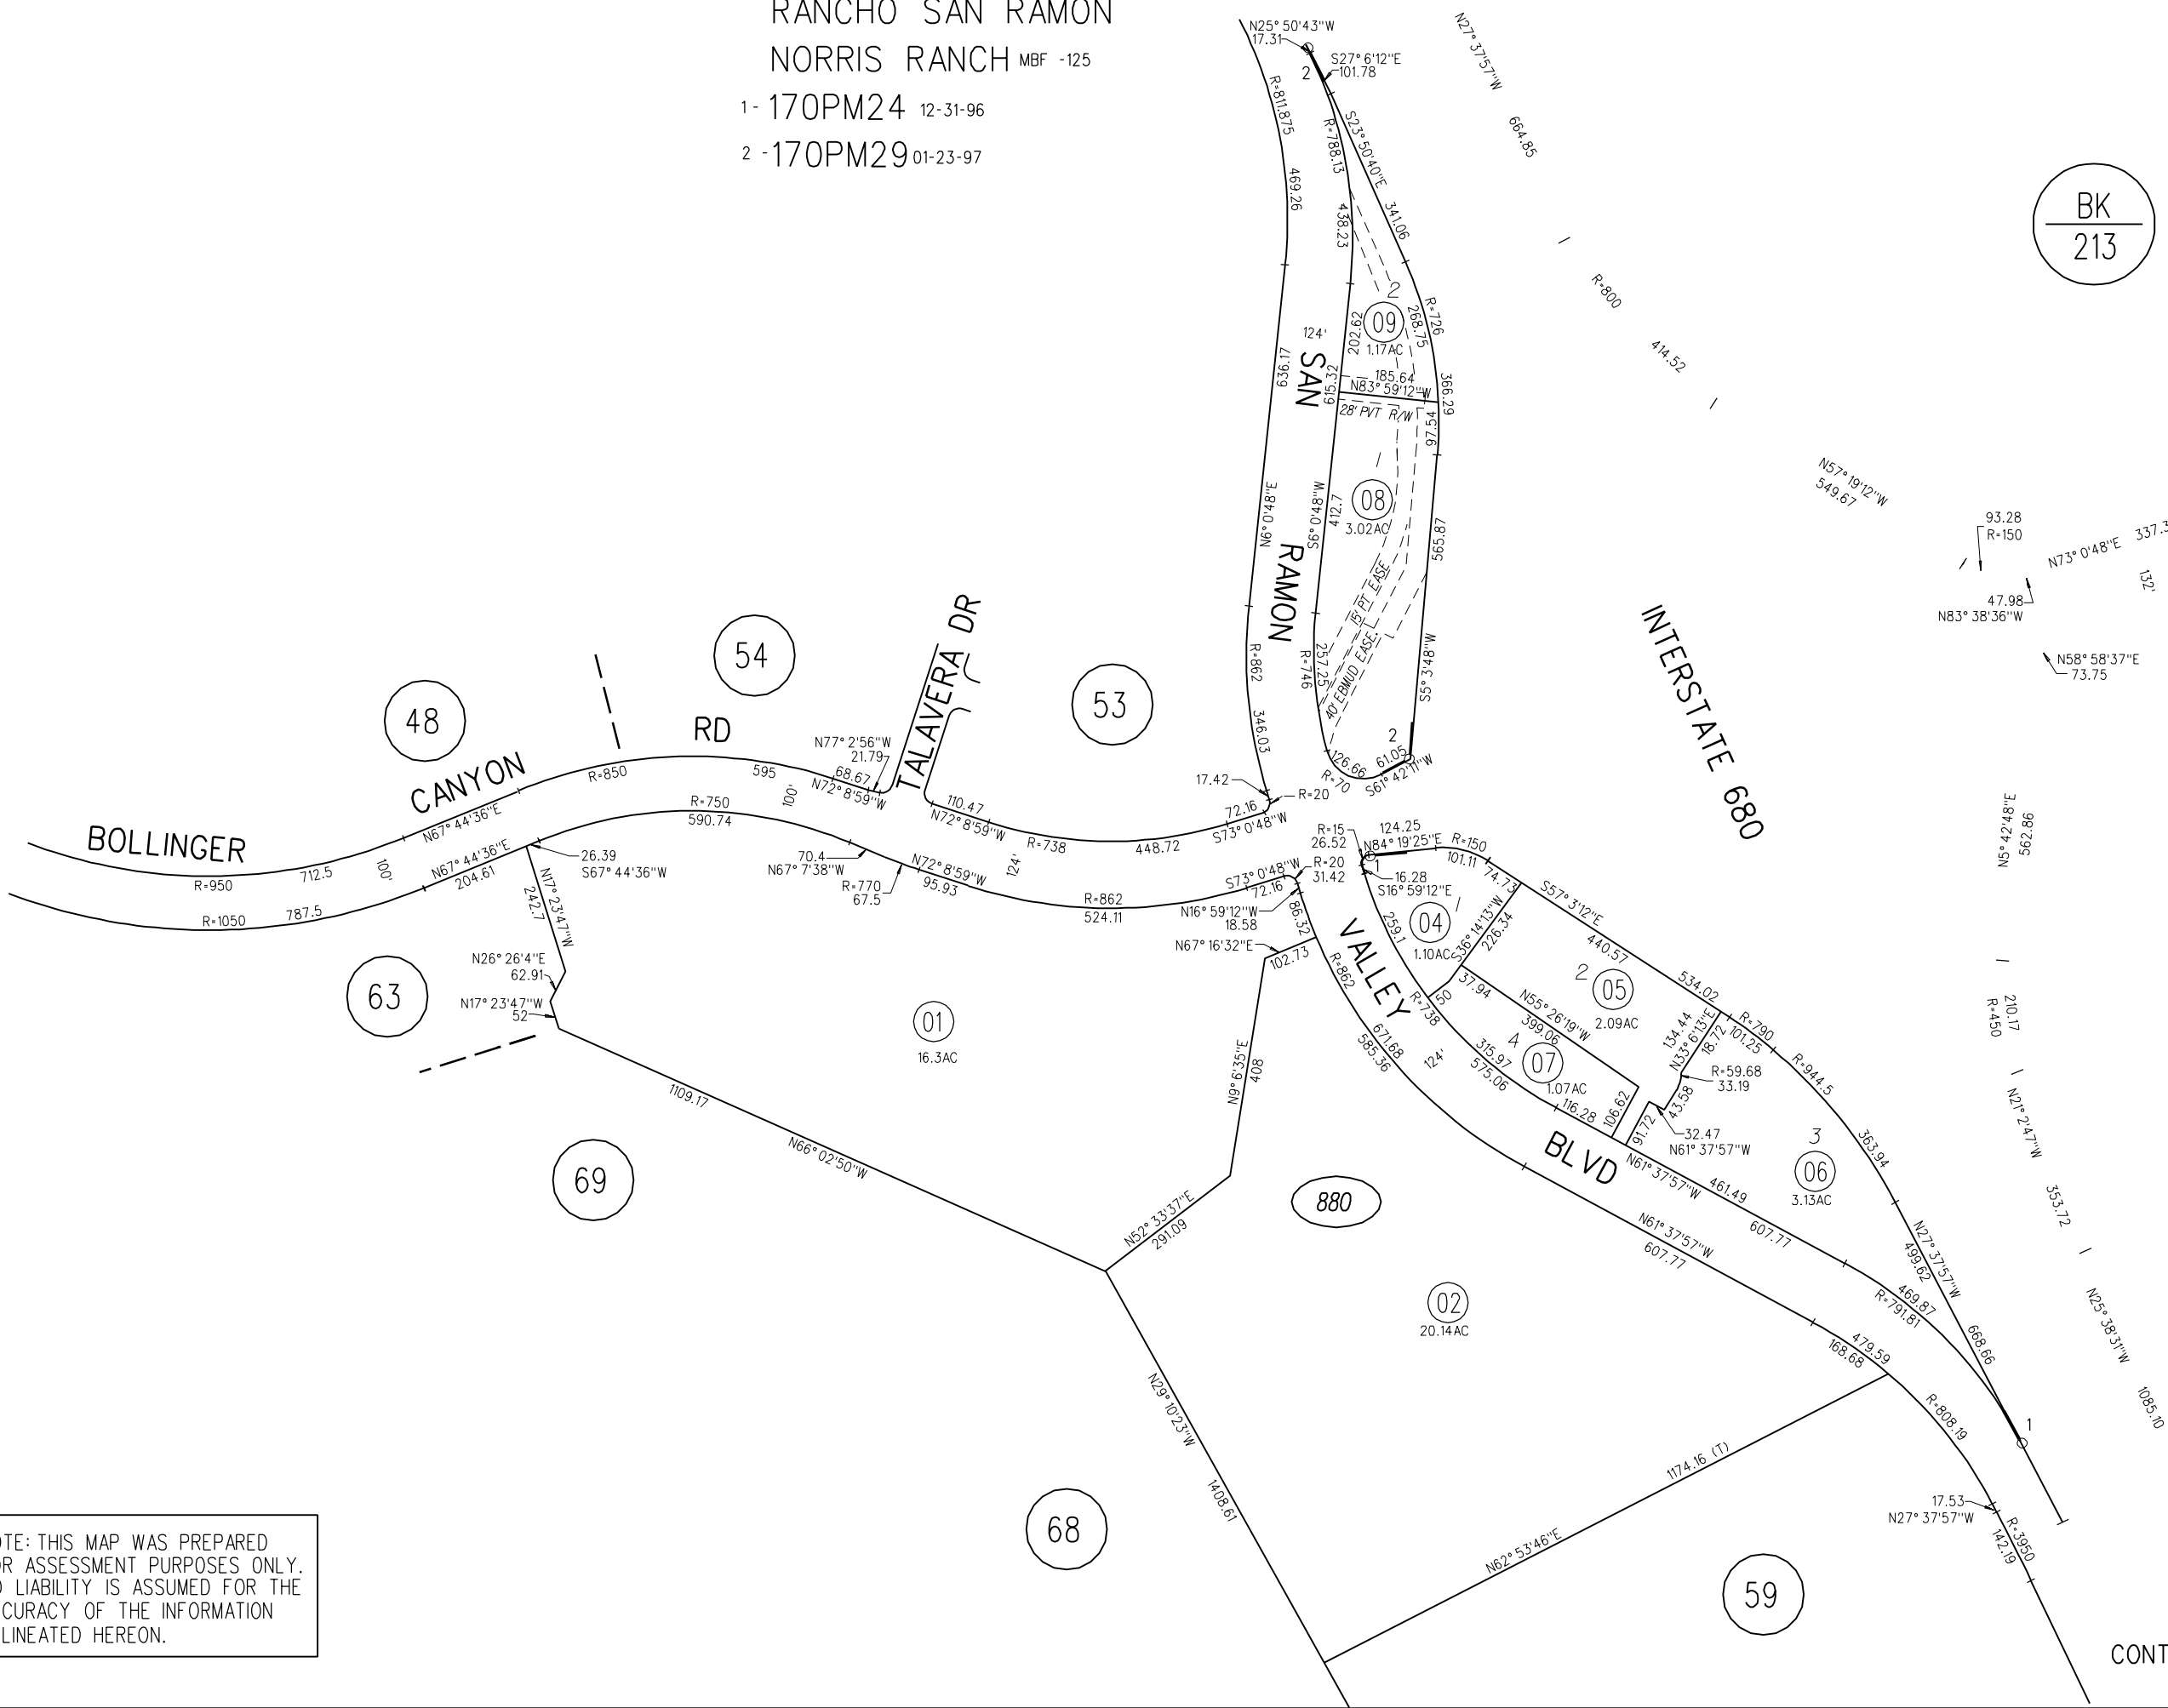 RANCHO SAN RAMON
NORRIS RANCH MBF -125
1 - 170PM24 12-31-96
2 - 170PM29 01-23-97
BK
213
N25° 50'43"W
17.31
2
S27° 6'12"E
101.78
R=811.875
469.26
R=788.13
438.23
S23° 50'40"E
341.06
N27° 37'57"W
664.85
R=800
414.52
N57° 19'12"W
549.67
93.28
R=150
N73° 0'48"E 337.3
132'
47.98
N83° 38'36"W
N58° 58'37"E
73.75
2
09
1.17AC
R=726
268.75
366.29
202.62
124'
SAN
636.17
615.32
185.64
N83° 59'12"W
28' PVT R/W
97.54
08
3.02AC
N6° 0'48"E
S6° 0'48"W
412.7
565.87
RAMON
15' PT EASE
40' EBMUD EASE.
S5° 3'48"W
R=862
346.03
257.25
R=746
2
126.66
R=70
61.05
S61° 42'11"W
INTERSTATE 680
N5° 42'48"E
562.86
210.17
R=450
N21° 2'47"W
353.72
N25° 38'31"W
1085.10
48
54
53
TALAVERA DR
BOLLINGER
CANYON
RD
R=950
712.5
100'
N67° 44'36"E
R=850
595
100'
N77° 2'56"W
21.79
68.67
N72° 8'59"W
110.47
N72° 8'59"W
R=738
448.72
72.16
S73° 0'48"W
17.42
R=20
R=1050
787.5
N67° 44'36"E
204.61
26.39
S67° 44'36"W
R=750
590.74
70.4
N67° 7'38"W
R=770
67.5
N72° 8'59"W
95.93
124'
R=862
524.11
S73° 0'48"W
72.16
R=20
31.42
N16° 59'12"W
18.58
86.32
N67° 16'32"E
102.73
R=15
26.52
124.25
N84° 19'25"E
R=150
101.11
1
16.28
S16° 59'12"E
74.73
S57° 3'12"E
440.57
534.02
04
1.10AC
S36° 14'13"W
226.34
259.1
VALLEY
R=862
671.68
585.36
R=738
50
37.94
N55° 26'19"W
399.06
2
05
2.09AC
4
07
1.07AC
315.97
575.06
124'
116.28
106.62
91.72
134.44
N33° 6'13"E
18.72
R=790
101.25
R=59.68
33.19
43.58
32.47
N61° 37'57"W
R=944.5
363.94
3
06
3.13AC
BLVD
N61° 37'57"W
461.49
607.77
N61° 37'57"W
607.77
N27° 37'57"W
499.62
668.66
469.87
R=791.81
479.59
168.68
R=808.19
1
17.53
N27° 37'57"W
R=3950
142.19
N17° 23'47"W
242.7
N26° 26'4"E
62.91
N17° 23'47"W
52
63
01
16.3AC
N9° 6'35"E
408
1109.17
N66° 02'50"W
69
N52° 33'37"E
291.09
880
02
20.14AC
N29° 10'23"W
1408.61
68
1174.16 (T)
N62° 53'46"E
59
OTE: THIS MAP WAS PREPARED
R ASSESSMENT PURPOSES ONLY.
O LIABILITY IS ASSUMED FOR THE
CURACY OF THE INFORMATION
LINEATED HEREON.
CONT